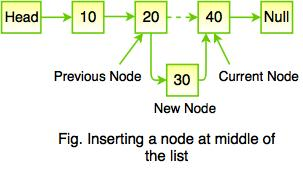 Head 10 20 40 Null
Previous Node Current Node
30
New Node
Fig. Inserting a node at middle of
the list